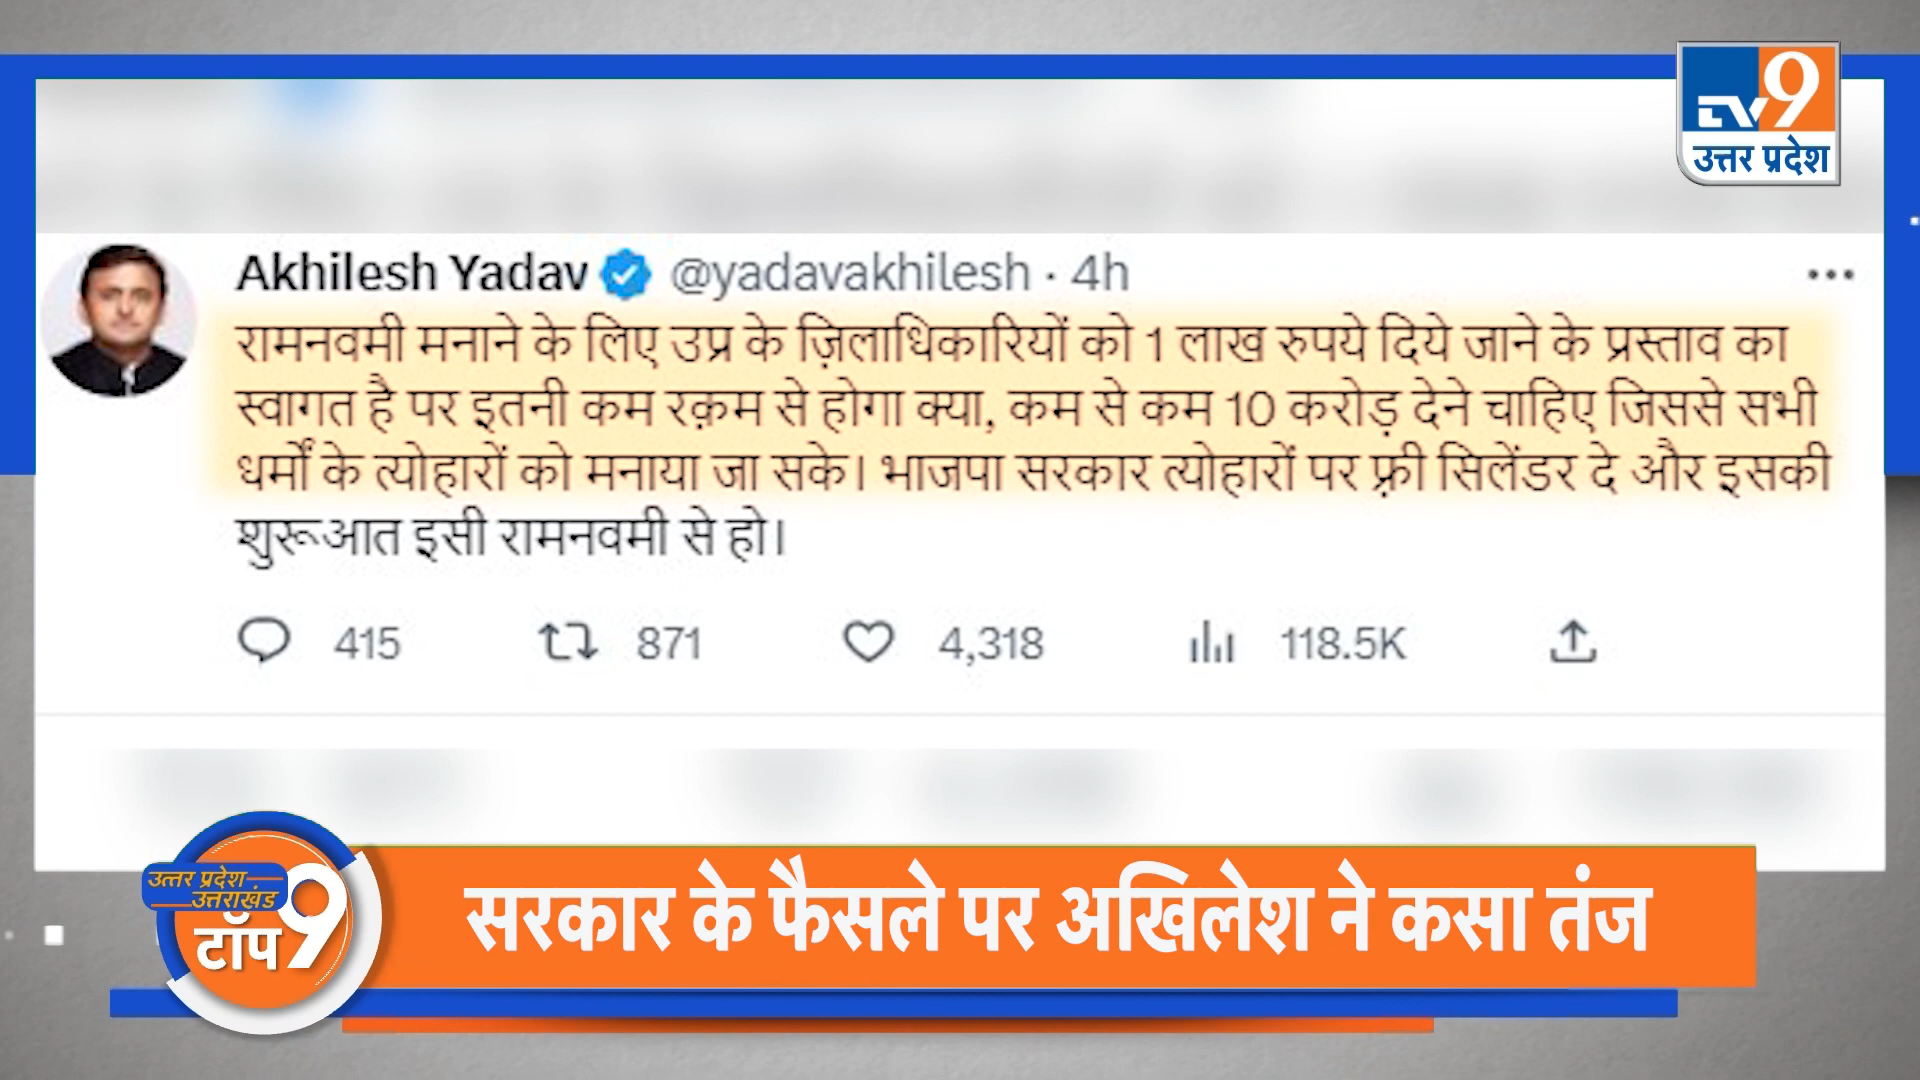 TV9
उत्तर प्रदेश
Akhilesh Yadav @yadavakhilesh · 4h
रामनवमी मनाने के लिए उप्र के ज़िलाधिकारियों को 1 लाख रुपये दिये जाने के प्रस्ताव का
स्वागत है पर इतनी कम रक़म से होगा क्या, कम से कम 10 करोड़ देने चाहिए जिससे सभी
धर्मों के त्योहारों को मनाया जा सके। भाजपा सरकार त्योहारों पर फ़्री सिलेंडर दे और इसकी
शुरूआत इसी रामनवमी से हो।
415 871 4,318 118.5K
उत्तर प्रदेश
उत्तराखंड
टॉप 9
सरकार के फैसले पर अखिलेश ने कसा तंज